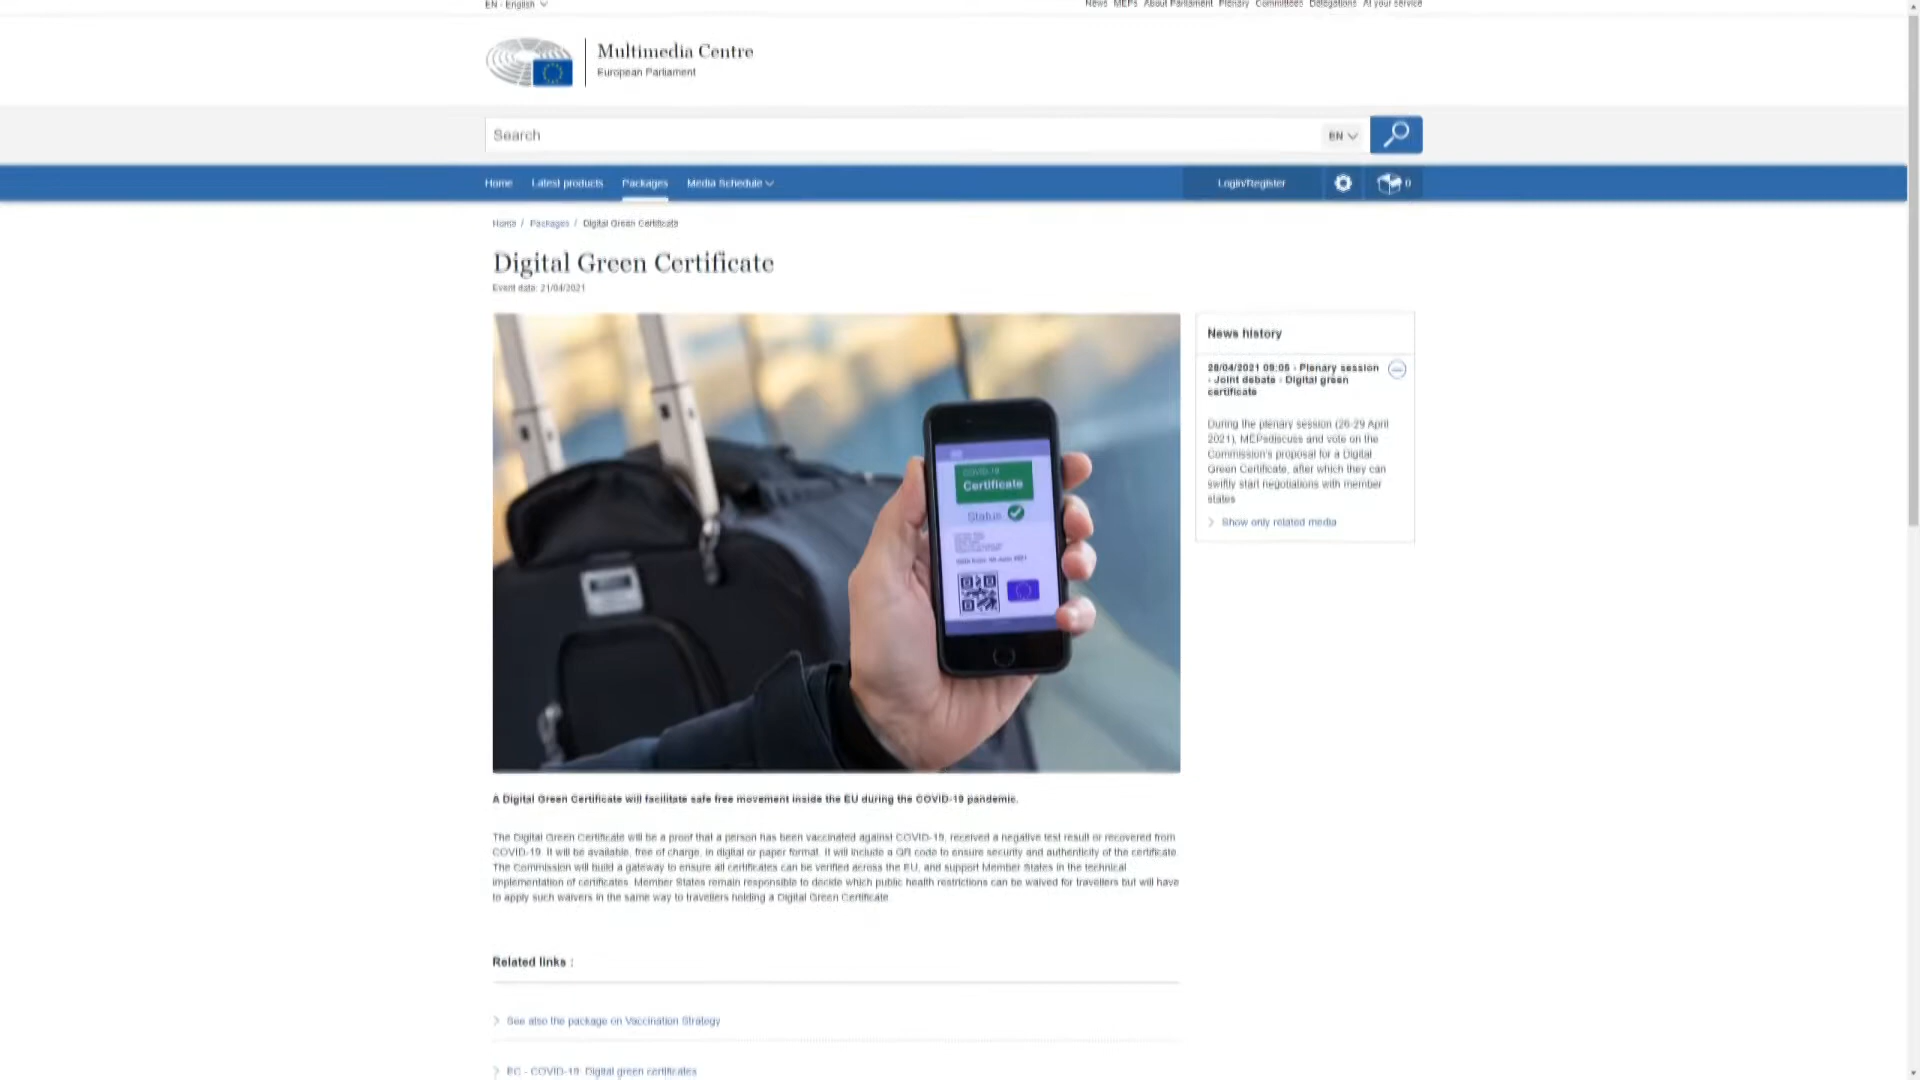 EN - English
News MEPs About Parliament Plenary Committees Delegations At your service
Multimedia Centre
European Parliament
Search
EN
Home Latest products Packages Media Schedule
Login/Register
0
Home / Packages / Digital Green Certificate
Digital Green Certificate
Event date: 21/04/2021
COVID-19
Certificate
Status
News history
28/04/2021 09:05 - Plenary session
- Joint debate - Digital green
certificate
During the plenary session (26-29 April
2021), MEPsdiscuss and vote on the
Commission's proposal for a Digital
Green Certificate, after which they can
swiftly start negotiations with member
states
Show only related media
A Digital Green Certificate will facilitate safe free movement inside the EU during the COVID-19 pandemic.
The Digital Green Certificate will be a proof that a person has been vaccinated against COVID-19, received a negative test result or recovered from
COVID-19. It will be available, free of charge, in digital or paper format. It will include a QR code to ensure security and authenticity of the certificate.
The Commission will build a gateway to ensure all certificates can be verified across the EU, and support Member States in the technical
implementation of certificates. Member States remain responsible to decide which public health restrictions can be waived for travellers but will have
to apply such waivers in the same way to travellers holding a Digital Green Certificate.
Related links :
See also the package on Vaccination Strategy
EC - COVID-19: Digital green certificates